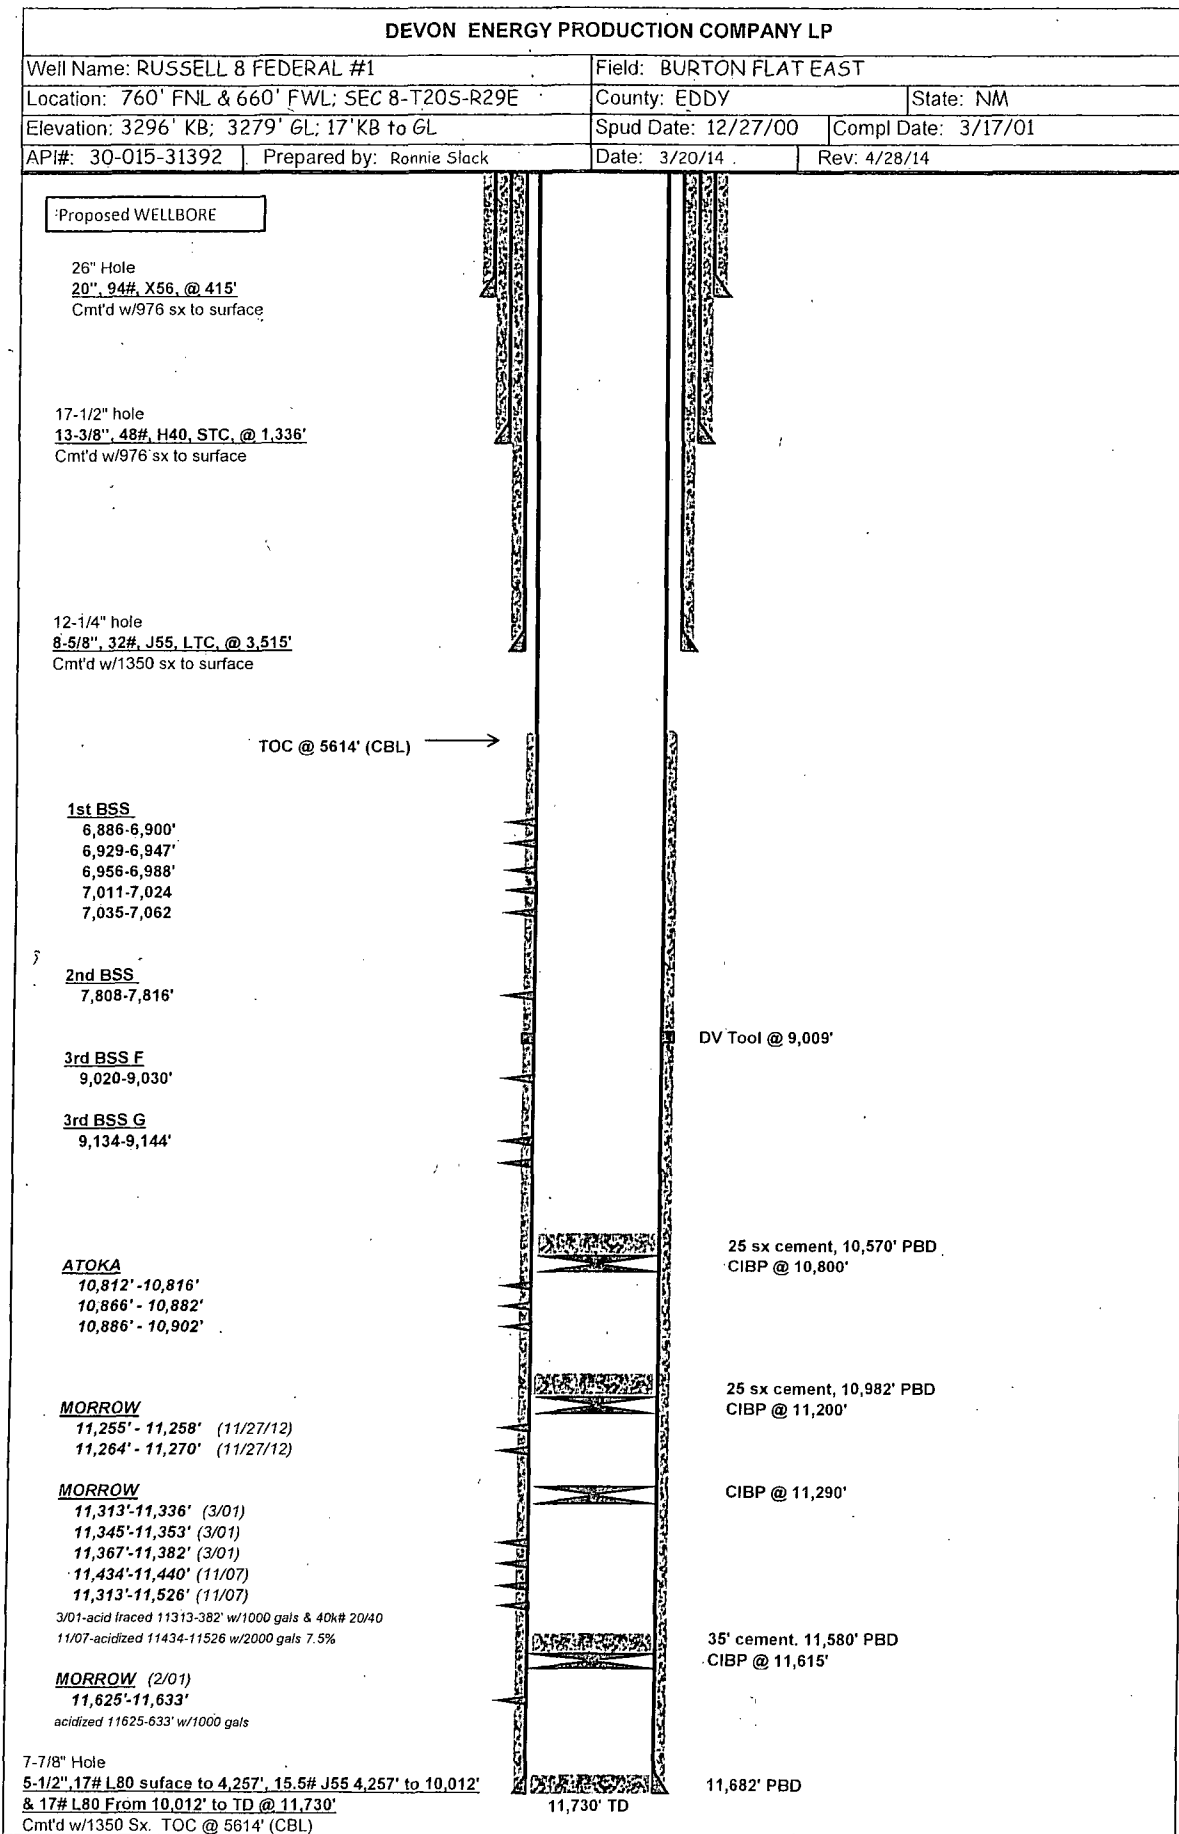 DEVON ENERGY PRODUCTION COMPANY LP
Well Name: RUSSELL 8 FEDERAL #1
Field: BURTON FLAT EAST
Location: 760' FNL & 660' FWL; SEC 8-T20S-R29E
County: EDDY
State: NM
Elevation: 3296' KB; 3279' GL; 17'KB to GL
Spud Date: 12/27/00
Compl Date: 3/17/01
API#: 30-015-31392
Prepared by: Ronnie Slack
Date: 3/20/14
Rev: 4/28/14
Proposed WELLBORE
26" Hole
20", 94#, X56, @ 415'
Cmt'd w/976 sx to surface
17-1/2" hole
13-3/8", 48#, H40, STC, @ 1,336'
Cmt'd w/976 sx to surface
12-1/4" hole
8-5/8", 32#, J55, LTC, @ 3,515'
Cmt'd w/1350 sx to surface
TOC @ 5614' (CBL)
1st BSS
6,886-6,900'
6,929-6,947'
6,956-6,988'
7,011-7,024
7,035-7,062
2nd BSS
7,808-7,816'
DV Tool @ 9,009'
3rd BSS F
9,020-9,030'
3rd BSS G
9,134-9,144'
25 sx cement, 10,570' PBD
CIBP @ 10,800'
ATOKA
10,812'-10,816'
10,866' - 10,882'
10,886' - 10,902'
25 sx cement, 10,982' PBD
CIBP @ 11,200'
MORROW
11,255' - 11,258' (11/27/12)
11,264' - 11,270' (11/27/12)
CIBP @ 11,290'
MORROW
11,313'-11,336' (3/01)
11,345'-11,353' (3/01)
11,367'-11,382' (3/01)
11,434'-11,440' (11/07)
11,313'-11,526' (11/07)
3/01-acid fraced 11313-382' w/1000 gals & 40k# 20/40
11/07-acidized 11434-11526 w/2000 gals 7.5%
35' cement. 11,580' PBD
CIBP @ 11,615'
MORROW (2/01)
11,625'-11,633'
acidized 11625-633' w/1000 gals
7-7/8" Hole
5-1/2",17# L80 suface to 4,257', 15.5# J55 4,257' to 10,012'
& 17# L80 From 10,012' to TD @ 11,730'
Cmt'd w/1350 Sx. TOC @ 5614' (CBL)
11,682' PBD
11,730' TD